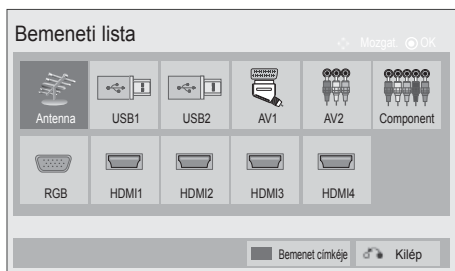 Bemeneti lista
Mozgat OK
Antenna USB1 USB2 AV1 AV2 Component
RGB HDMI1 HDMI2 HDMI3 HDMI4
Bemenet címkéje Kilép